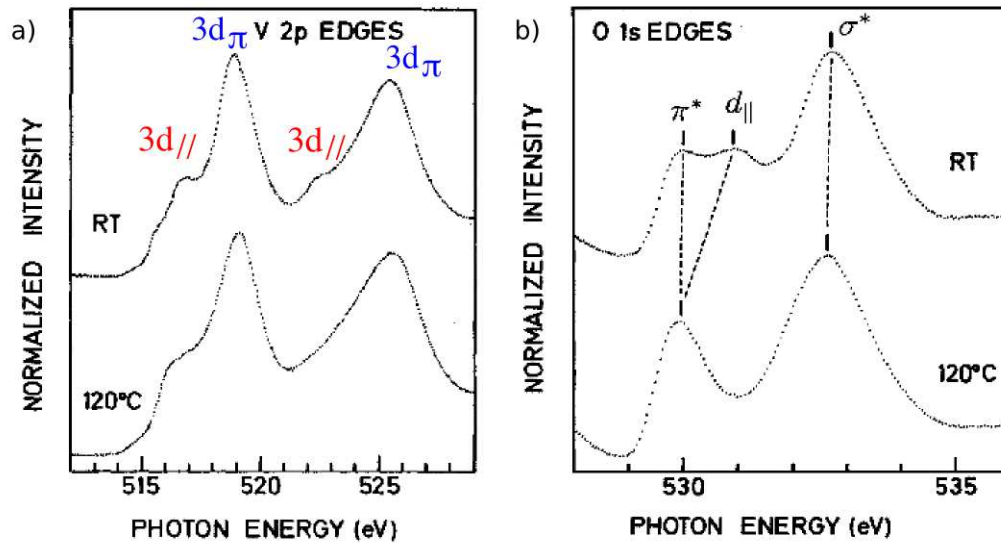 a)
3dπ V 2p EDGES
3dπ
3d//
3d//
RT
120°C
NORMALIZED INTENSITY
515 520 525
PHOTON ENERGY (eV)
b)
O 1s EDGES
σ*
π*
d∥
RT
120°C
NORMALIZED INTENSITY
530 535
PHOTON ENERGY (eV)